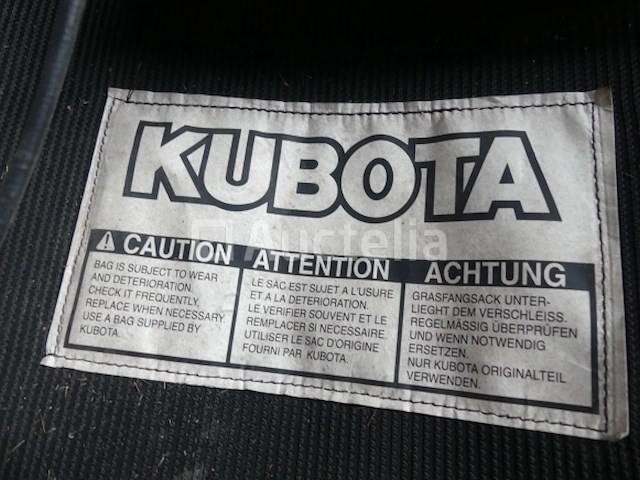 KUBOTA
Auctelia
CAUTION
BAG IS SUBJECT TO WEAR
AND DETERIORATION.
CHECK IT FREQUENTLY,
REPLACE WHEN NECESSARY
USE A BAG SUPPLIED BY
KUBOTA.
ATTENTION
LE SAC EST SUJET A L'USURE
ET A LA DETERIORATION.
LE VERIFIER SOUVENT ET LE
REMPLACER SI NECESSAIRE.
UTILISER LE SAC D'ORIGINE
FOURNI PAR KUBOTA.
ACHTUNG
GRASFANGSACK UNTER-
LIEGHT DEM VERSCHLEISS.
REGELMÄSSIG ÜBERPRÜFEN
UND WENN NOTWENDIG
ERSETZEN.
NUR KUBOTA ORIGINALTEIL
VERWENDEN.